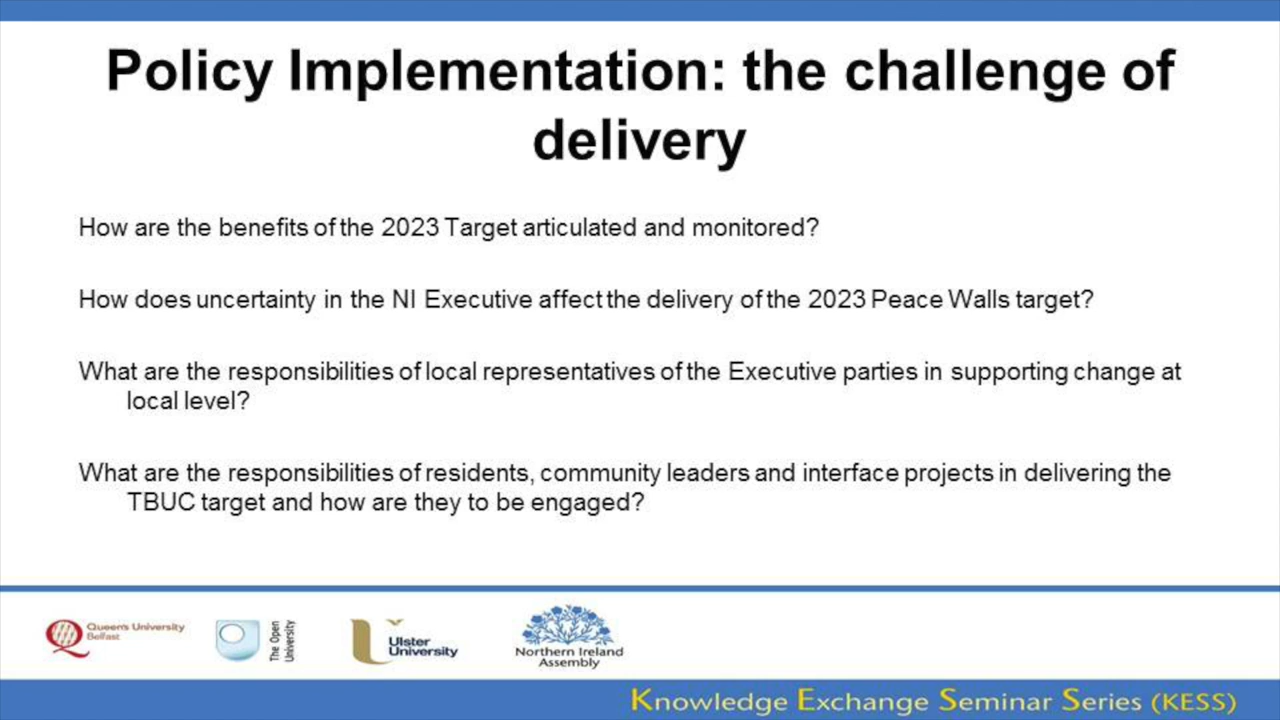 Policy Implementation: the challenge of
delivery
How are the benefits of the 2023 Target articulated and monitored?
How does uncertainty in the NI Executive affect the delivery of the 2023 Peace Walls target?
What are the responsibilities of local representatives of the Executive parties in supporting change at
local level?
What are the responsibilities of residents, community leaders and interface projects in delivering the
TBUC target and how are they to be engaged?
Queen's University
Belfast
The Open
University
Ulster
University
Northern Ireland
Assembly
Knowledge Exchange Seminar Series (KESS)